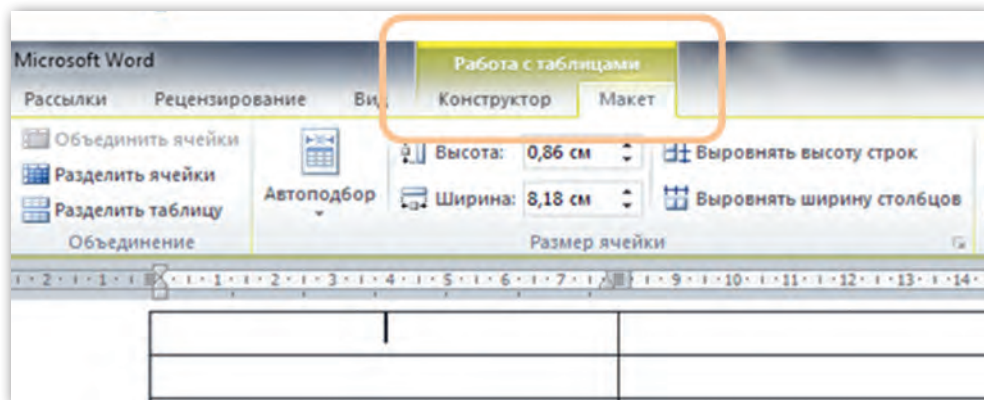 Microsoft Word
Работа с таблицами
Рассылки Рецензирование Вид Конструктор Макет
Объединить ячейки
Разделить ячейки
Разделить таблицу
Объединение
Автоподбор
Высота: 0,86 см
Ширина: 8,18 см
Выровнять высоту строк
Выровнять ширину столбцов
Размер ячейки
2 1 1 2 3 4 5 6 7 9 10 11 12 13 14